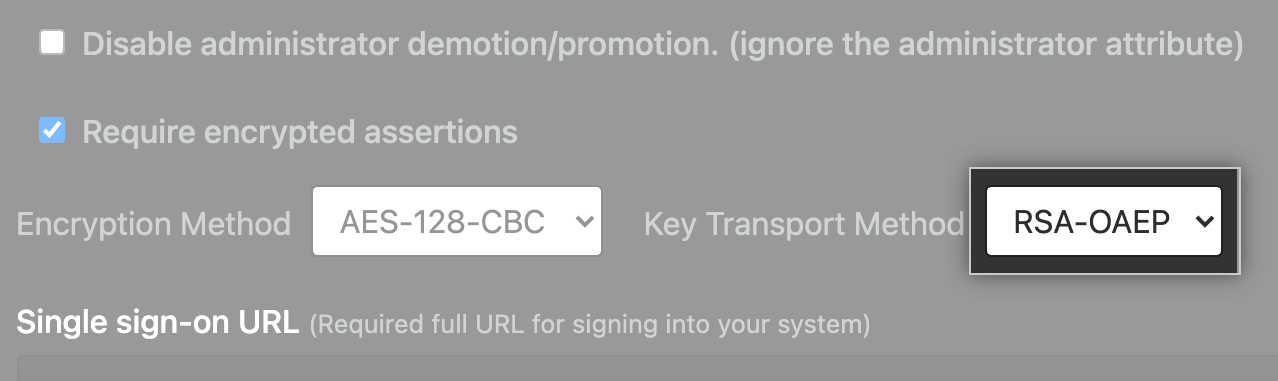 Disable administrator demotion/promotion. (ignore the administrator attribute)
Require encrypted assertions
Encryption Method AES-128-CBC Key Transport Method RSA-OAEP
Single sign-on URL (Required full URL for signing into your system)